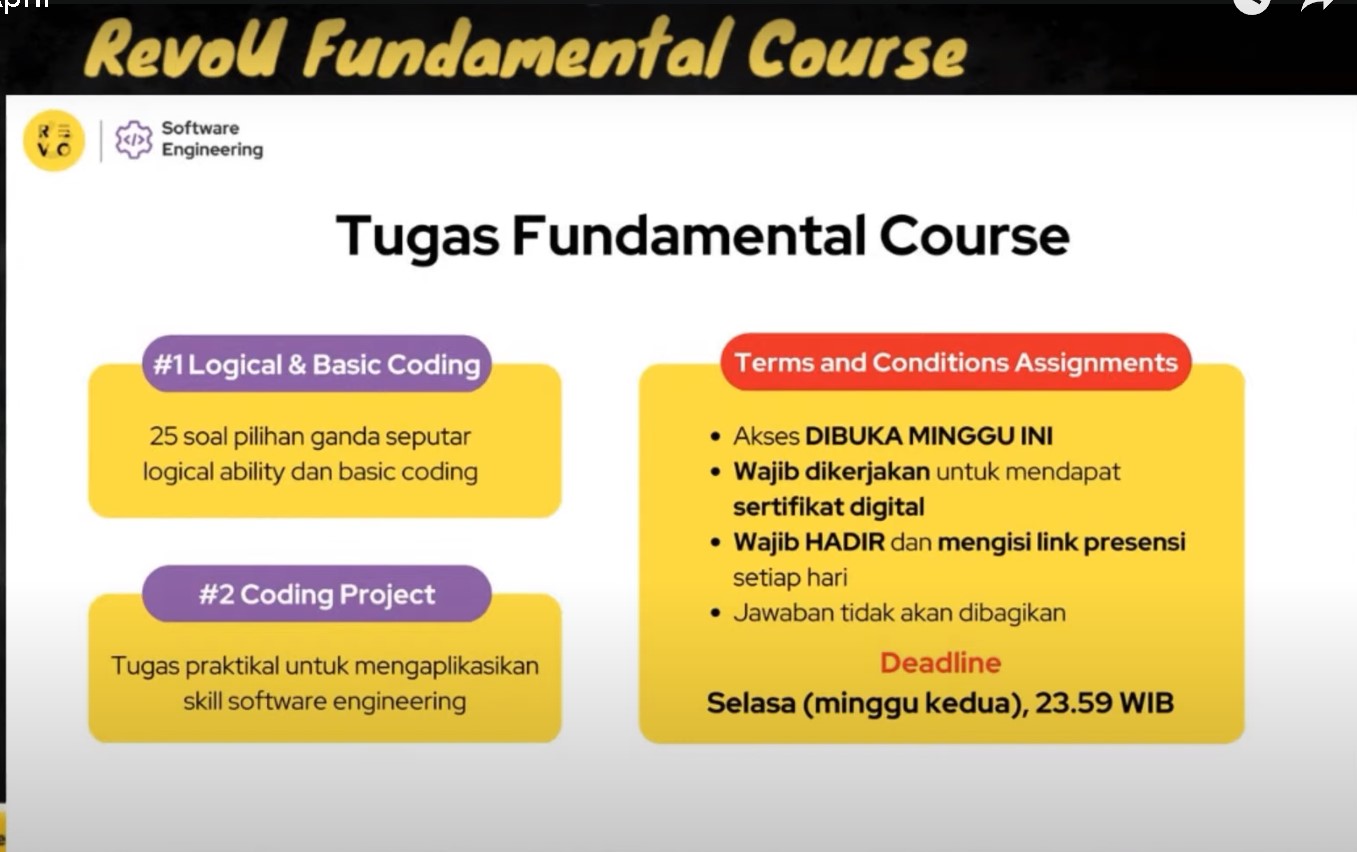 RevoU Fundamental Course
Software
Engineering
Tugas Fundamental Course
#1 Logical & Basic Coding
25 soal pilihan ganda seputar
logical ability dan basic coding
#2 Coding Project
Tugas praktikal untuk mengaplikasikan
skill software engineering
Terms and Conditions Assignments
• Akses DIBUKA MINGGU INI
• Wajib dikerjakan untuk mendapat
sertifikat digital
• Wajib HADIR dan mengisi link presensi
setiap hari
• Jawaban tidak akan dibagikan
Deadline
Selasa (minggu kedua), 23.59 WIB